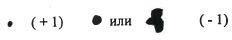 (+1) или (-1)